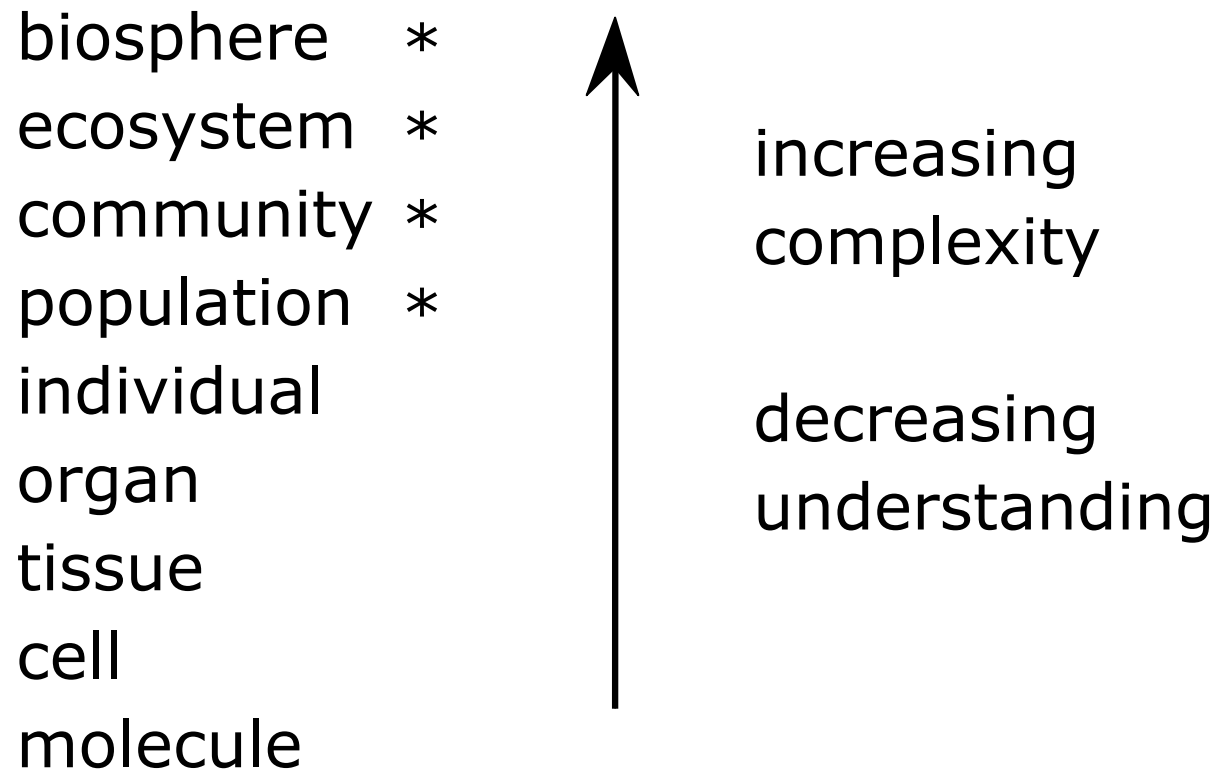 biosphere *
ecosystem *
community *
population *
individual
organ
tissue
cell
molecule
increasing
complexity
decreasing
understanding